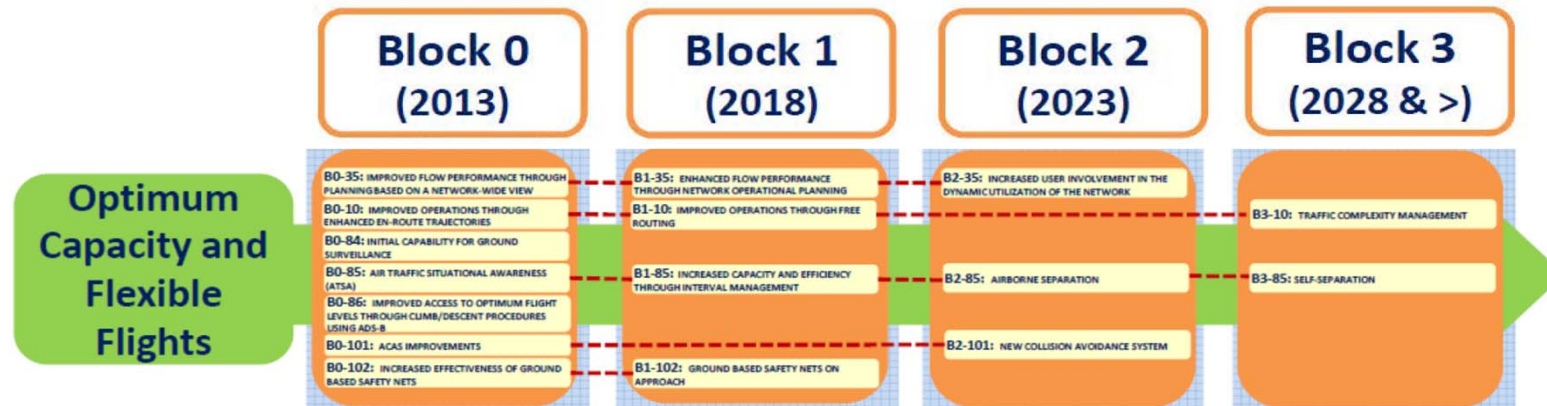 Block 0
(2013)
Block 1
(2018)
Block 2
(2023)
Block 3
(2028 & >)
Optimum
Capacity and
Flexible
Flights
B0-35: IMPROVED FLOW PERFORMANCE THROUGH
PLANNING BASED ON A NETWORK-WIDE VIEW
B0-10: IMPROVED OPERATIONS THROUGH
ENHANCED EN-ROUTE TRAJECTORIES
B0-84: INITIAL CAPABILITY FOR GROUND
SURVEILLANCE
B0-85: AIR TRAFFIC SITUATIONAL AWARENESS
(ATSA)
B0-86: IMPROVED ACCESS TO OPTIMUM FLIGHT
LEVELS THROUGH CLIMB/DESCENT PROCEDURES
USING ADS-B
B0-101: ACAS IMPROVEMENTS
B0-102: INCREASED EFFECTIVENESS OF GROUND
BASED SAFETY NETS
B1-35: ENHANCED FLOW PERFORMANCE
THROUGH NETWORK OPERATIONAL PLANNING
B1-10: IMPROVED OPERATIONS THROUGH FREE
ROUTING
B1-85: INCREASED CAPACITY AND EFFICIENCY
THROUGH INTERVAL MANAGEMENT
B1-102: GROUND BASED SAFETY NETS ON
APPROACH
B2-35: INCREASED USER INVOLVEMENT IN THE
DYNAMIC UTILIZATION OF THE NETWORK
B2-85: AIRBORNE SEPARATION
B2-101: NEW COLLISION AVOIDANCE SYSTEM
B3-10: TRAFFIC COMPLEXITY MANAGEMENT
B3-85: SELF-SEPARATION